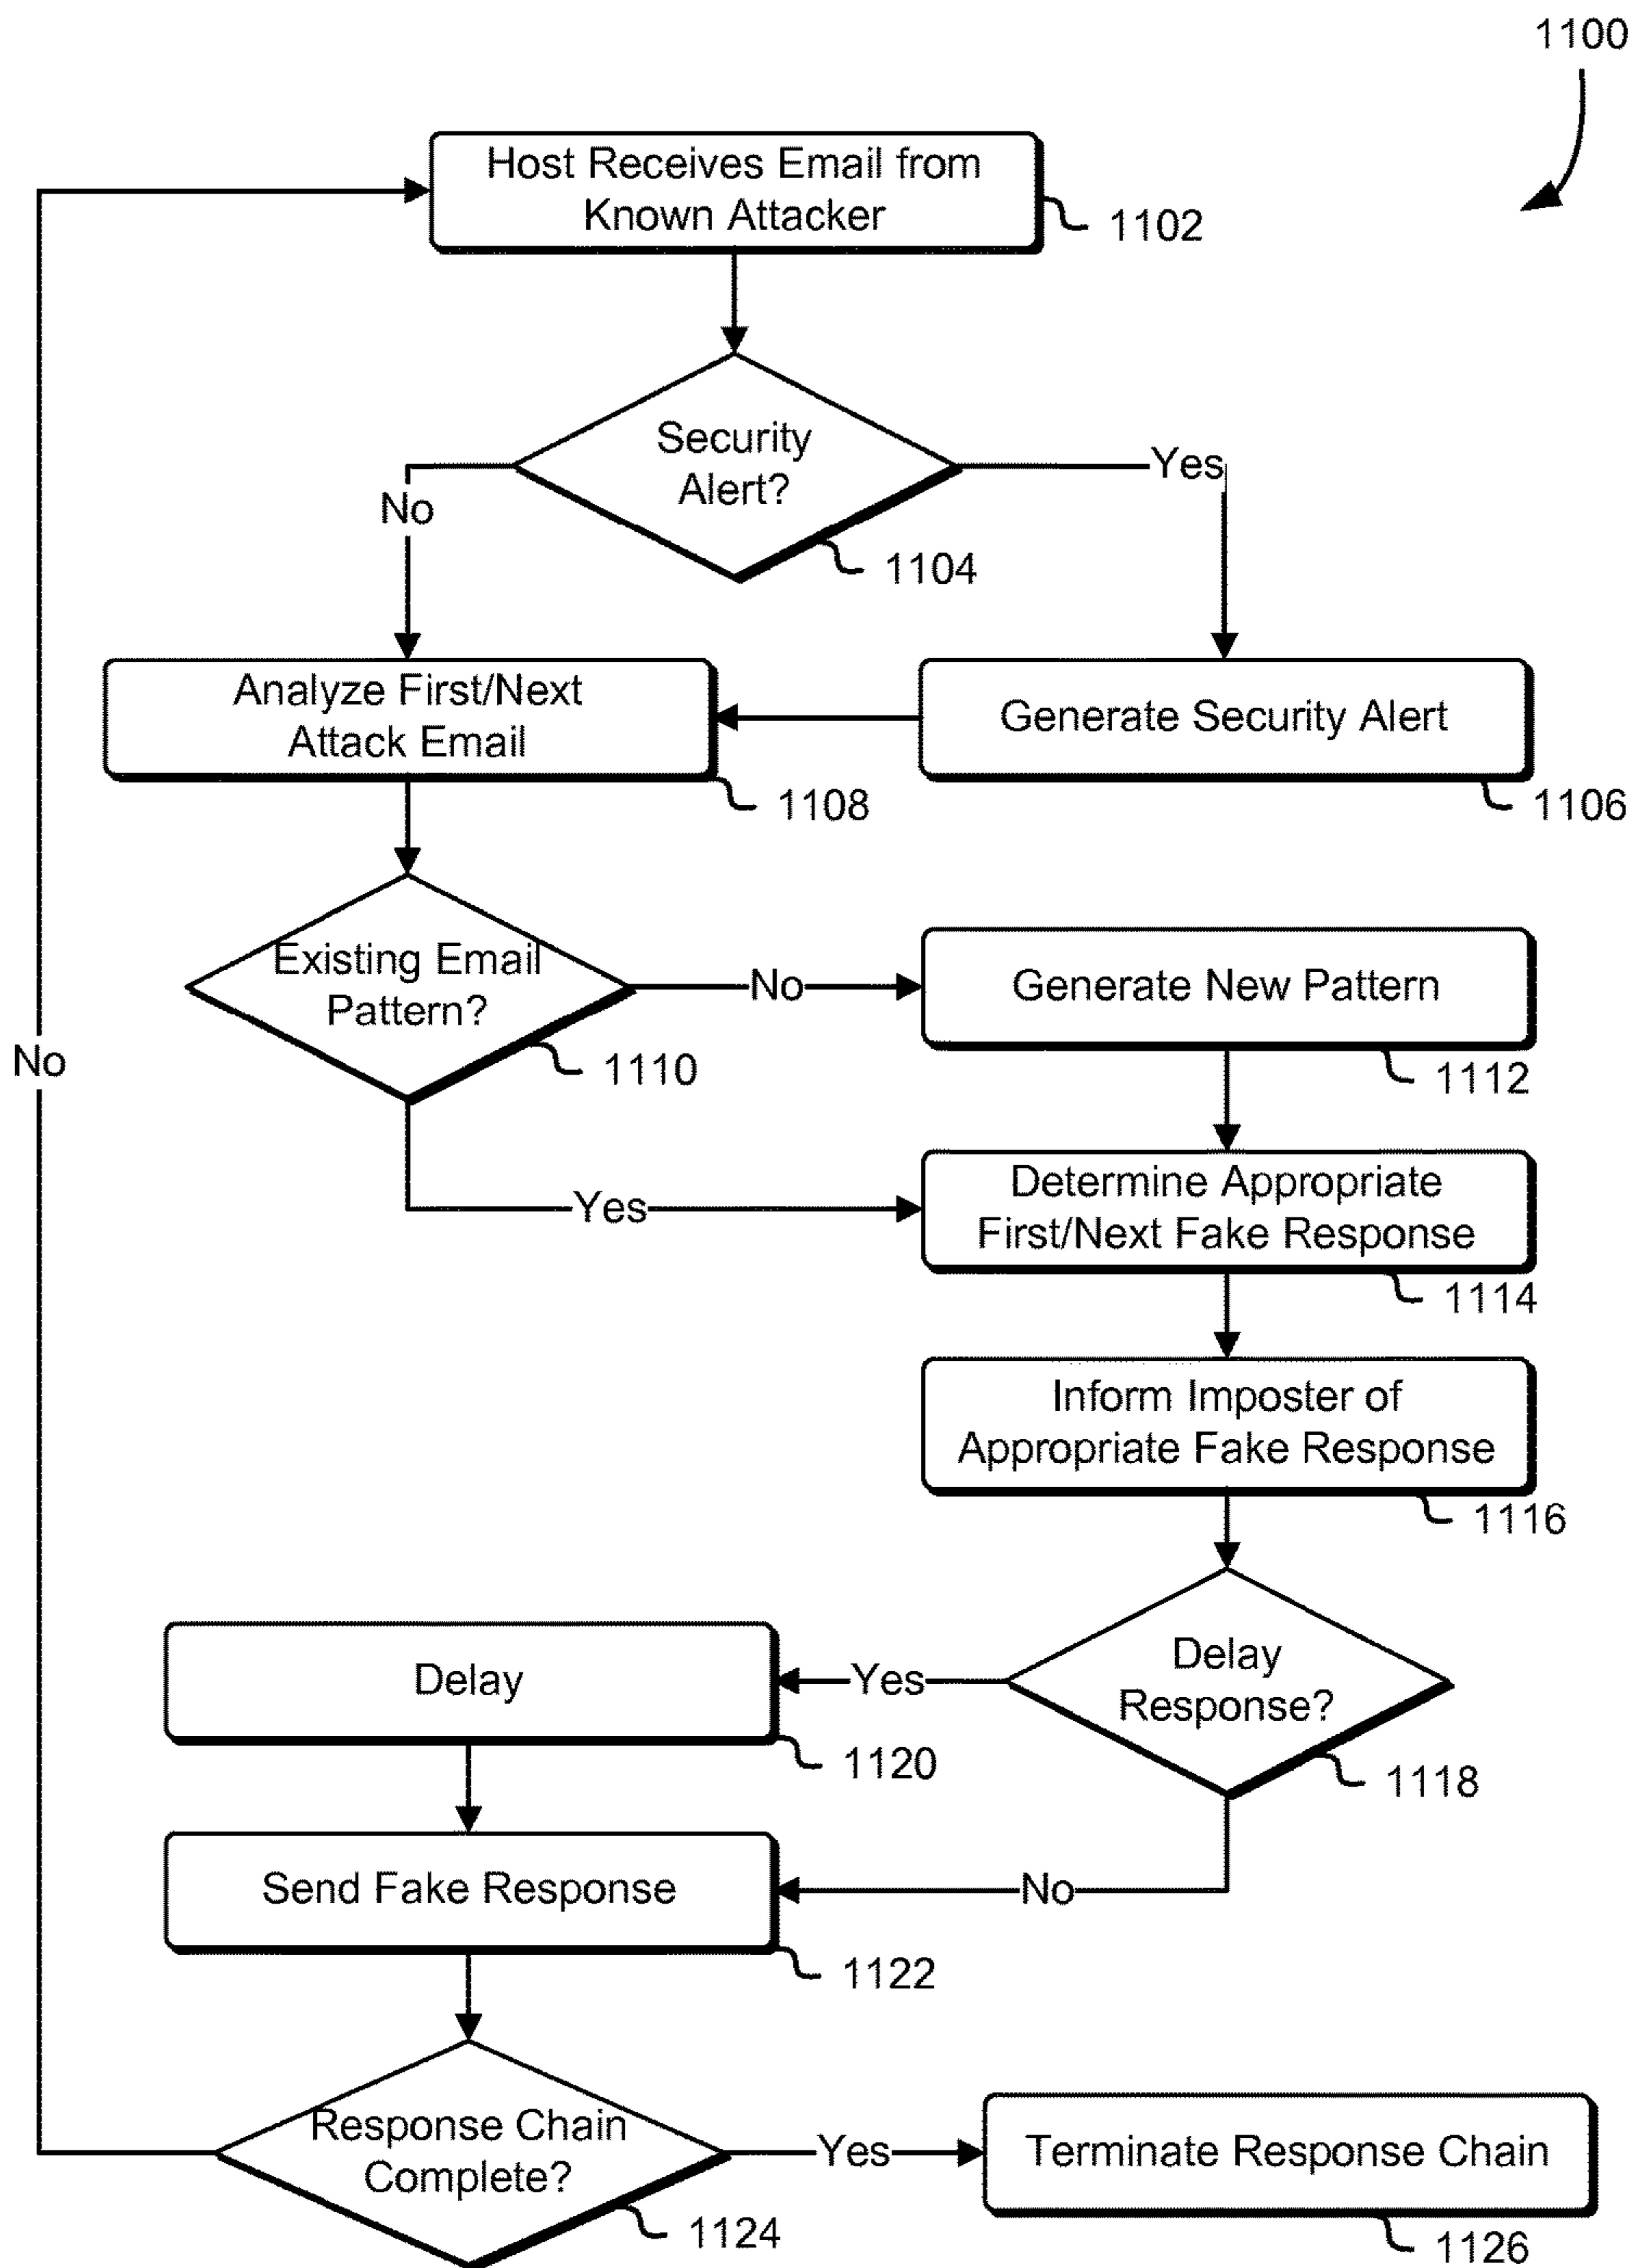 1100
Host Receives Email from
Known Attacker
1102
Security
Alert?
1104
No
Yes
Analyze First/Next
Attack Email
1108
Generate Security Alert
1106
Existing Email
Pattern?
1110
No
Generate New Pattern
1112
No
Yes
Determine Appropriate
First/Next Fake Response
1114
Inform Imposter of
Appropriate Fake Response
1116
Delay
Response?
1118
Yes
Delay
1120
No
Send Fake Response
1122
Response Chain
Complete?
1124
Yes
Terminate Response Chain
1126